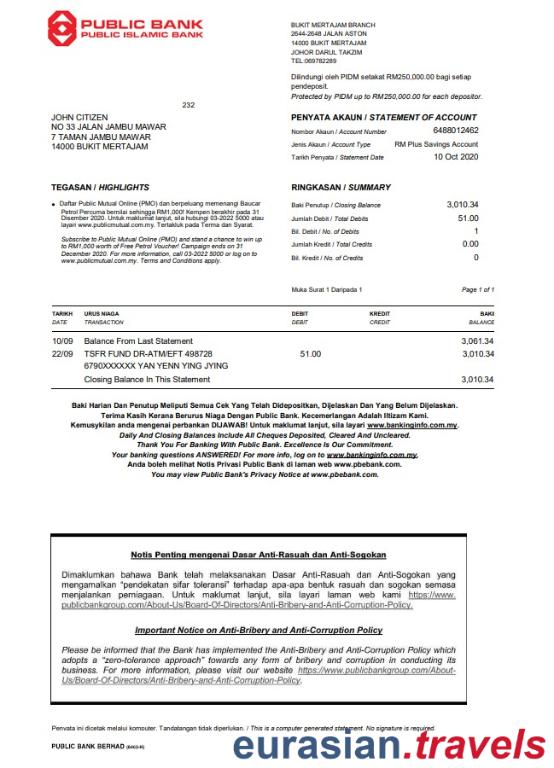 PUBLIC BANK
PUBLIC ISLAMIC BANK
BUKIT MERTAJAM BRANCH
2644-2648 JALAN ASTON
14000 BUKIT MERTAJAM
JOHOR DARUL TAKZIM
TEL:069782289
Dilindungi oleh PIDM setakat RM250,000.00 bagi setiap
pendeposit.
Protected by PIDM up to RM250,000.00 for each depositor.
232
JOHN CITIZEN
NO 33 JALAN JAMBU MAWAR
7 TAMAN JAMBU MAWAR
14000 BUKIT MERTAJAM
PENYATA AKAUN / STATEMENT OF ACCOUNT
Nombor Akaun / Account Number 6488012462
Jenis Akaun / Account Type RM Plus Savings Account
Tarikh Penyata / Statement Date 10 Oct 2020
TEGASAN / HIGHLIGHTS
• Daftar Public Mutual Online (PMO) dan berpeluang memenangi Baucar
Petrol Percuma bernilai sehingga RM1,000! Kempen berakhir pada 31
Disember 2020. Untuk maklumat lanjut, sila hubungi 03-2022 5000 atau
layari www.publicmutual.com.my. Tertakluk pada Terma dan Syarat.
Subscribe to Public Mutual Online (PMO) and stand a chance to win up
to RM1,000 worth of Free Petrol Voucher! Campaign ends on 31
December 2020. For more information, call 03-2022 5000 or log on to
www.publicmutual.com.my. Terms and Conditions apply.
RINGKASAN / SUMMARY
Baki Penutup / Closing Balance 3,010.34
Jumlah Debit / Total Debits 51.00
Bil. Debit / No. of Debits 1
Jumlah Kredit / Total Credits 0.00
Bil. Kredit / No. of Credits 0
Muka Surat 1 Daripada 1 Page 1 of 1
TARIKH URUS NIAGA DEBIT KREDIT BAKI
DATE TRANSACTION DEBIT CREDIT BALANCE
10/09 Balance From Last Statement 3,061.34
22/09 TSFR FUND DR-ATM/EFT 498728 51.00 3,010.34
6790XXXXXX YAN YENN YING JYING
Closing Balance In This Statement 3,010.34
Baki Harian Dan Penutup Meliputi Semua Cek Yang Telah Didepositkan, Dijelaskan Dan Yang Belum Dijelaskan.
Terima Kasih Kerana Berurus Niaga Dengan Public Bank. Kecemerlangan Adalah Iltizam Kami.
Kemusykilan anda mengenai perbankan DIJAWAB! Untuk maklumat lanjut, sila layari www.bankinginfo.com.my.
Daily And Closing Balances Include All Cheques Deposited, Cleared And Uncleared.
Thank You For Banking With Public Bank. Excellence Is Our Commitment.
Your banking questions ANSWERED! For more info, log on to www.bankinginfo.com.my.
Anda boleh melihat Notis Privasi Public Bank di laman web www.pbebank.com.
You may view Public Bank's Privacy Notice at www.pbebank.com.
Notis Penting mengenai Dasar Anti-Rasuah dan Anti-Sogokan
Dimaklumkan bahawa Bank telah melaksanakan Dasar Anti-Rasuah dan Anti-Sogokan yang
mengamalkan “pendekatan sifar toleransi” terhadap apa-apa bentuk rasuah dan sogokan semasa
menjalankan perniagaan. Untuk maklumat lanjut, sila layari laman web kami https://www.
publicbankgroup.com/About-Us/Board-Of-Directors/Anti-Bribery-and-Anti-Corruption-Policy.
Important Notice on Anti-Bribery and Anti-Corruption Policy
Please be informed that the Bank has implemented the Anti-Bribery and Anti-Corruption Policy which
adopts a “zero-tolerance approach” towards any form of bribery and corruption in conducting its
business. For more information, please visit our website https://www.publicbankgroup.com/About-
Us/Board-Of-Directors/Anti-Bribery-and-Anti-Corruption-Policy.
Penyata ini dicetak melalui komputer. Tandatangan tidak diperlukan. / This is a computer generated statement. No signature is required.
PUBLIC BANK BERHAD
eurasian.travels